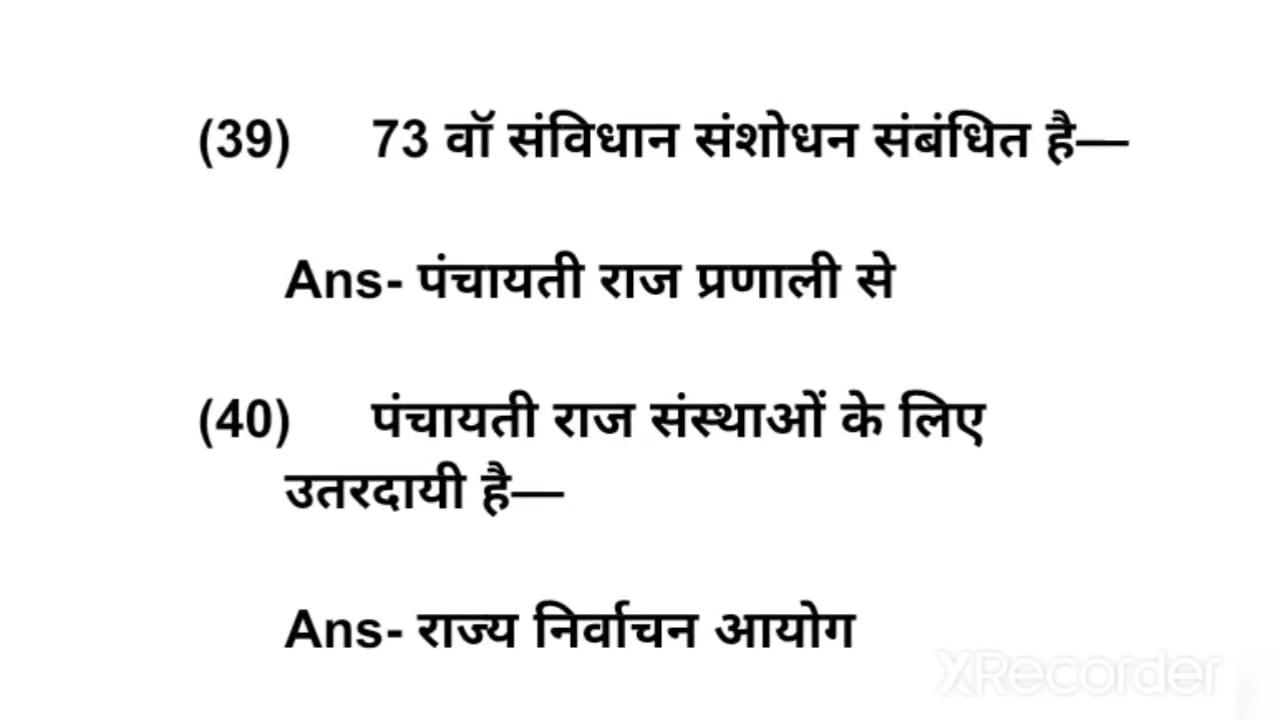 (39) 73 वॉ संविधान संशोधन संबंधित है—
Ans- पंचायती राज प्रणाली से
(40) पंचायती राज संस्थाओं के लिए
उतरदायी है—
Ans- राज्य निर्वाचन आयोग
XRecorder